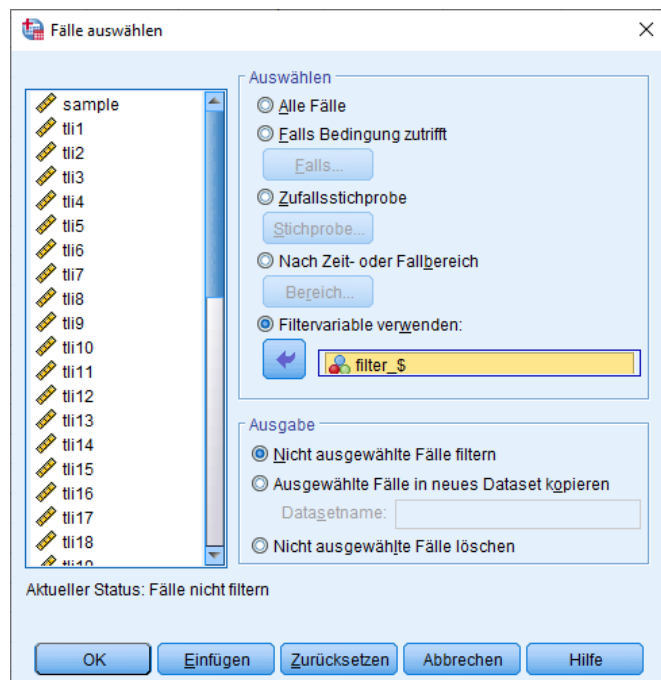 Fälle auswählen
sample
tli1
tli2
tli3
tli4
tli5
tli6
tli7
tli8
tli9
tli10
tli11
tli12
tli13
tli14
tli15
tli16
tli17
tli18
tli19
Auswählen
Alle Fälle
Falls Bedingung zutrifft
Falls...
Zufallsstichprobe
Stichprobe...
Nach Zeit- oder Fallbereich
Bereich...
Filtervariable verwenden:
filter_$
Ausgabe
Nicht ausgewählte Fälle filtern
Ausgewählte Fälle in neues Dataset kopieren
Datasetname:
Nicht ausgewählte Fälle löschen
Aktueller Status: Fälle nicht filtern
OK Einfügen Zurücksetzen Abbrechen Hilfe